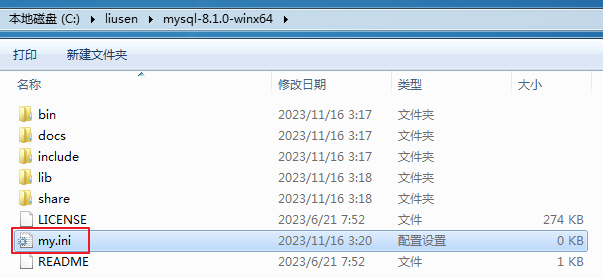 本地磁盘 (C:) ▸ liusen ▸ mysql-8.1.0-winx64 ▸
打印 新建文件夹
名称 修改日期 类型 大小
bin 2023/11/16 3:17 文件夹
docs 2023/11/16 3:17 文件夹
include 2023/11/16 3:17 文件夹
lib 2023/11/16 3:18 文件夹
share 2023/11/16 3:18 文件夹
LICENSE 2023/6/21 7:52 文件 274 KB
my.ini 2023/11/16 3:20 配置设置 0 KB
README 2023/6/21 7:52 文件 1 KB